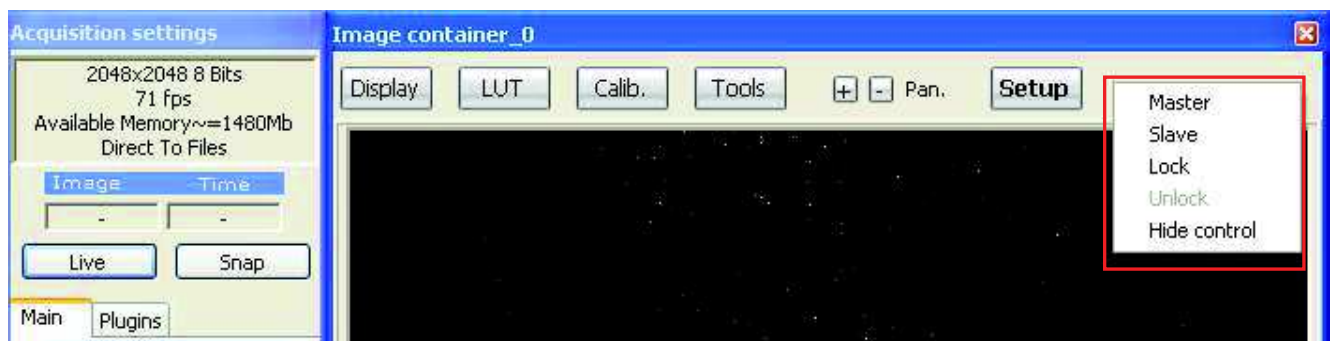 Acquisition settings
2048x2048 8 Bits
71 fps
Available Memory~=1480Mb
Direct To Files
Image Time
- -
Live Snap
Main Plugins
Image container_0
Display LUT Calib. Tools + - Pan. Setup
Master
Slave
Lock
Unlock
Hide control